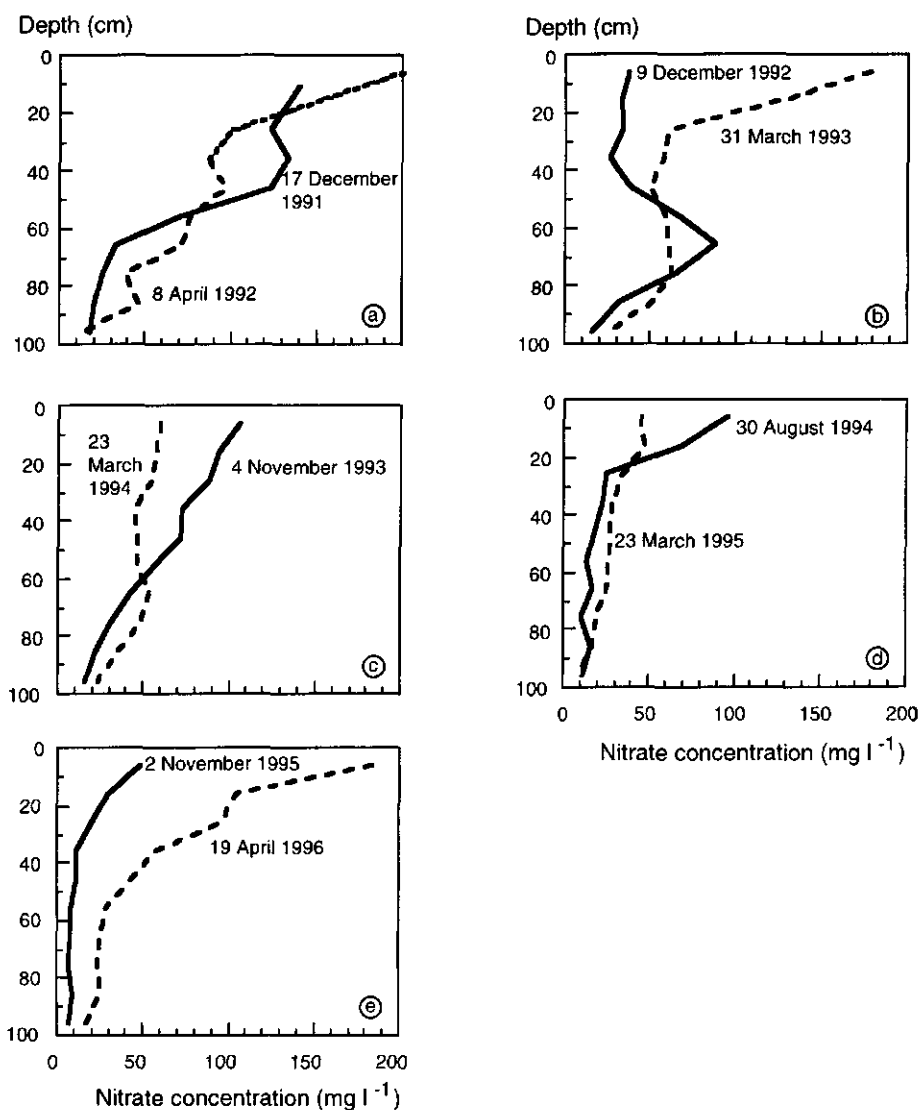 Depth (cm)
0
20
40
60
80
100
17 December
1991
8 April 1992
a
Depth (cm)
0
20
40
60
80
100
9 December 1992
31 March 1993
b
0
20
40
60
80
100
23
March
1994
4 November 1993
c
0
20
40
60
80
100
30 August 1994
23 March 1995
d
0 50 100 150 200
Nitrate concentration (mg l⁻¹)
0
20
40
60
80
100
2 November 1995
19 April 1996
e
0 50 100 150 200
Nitrate concentration (mg l⁻¹)